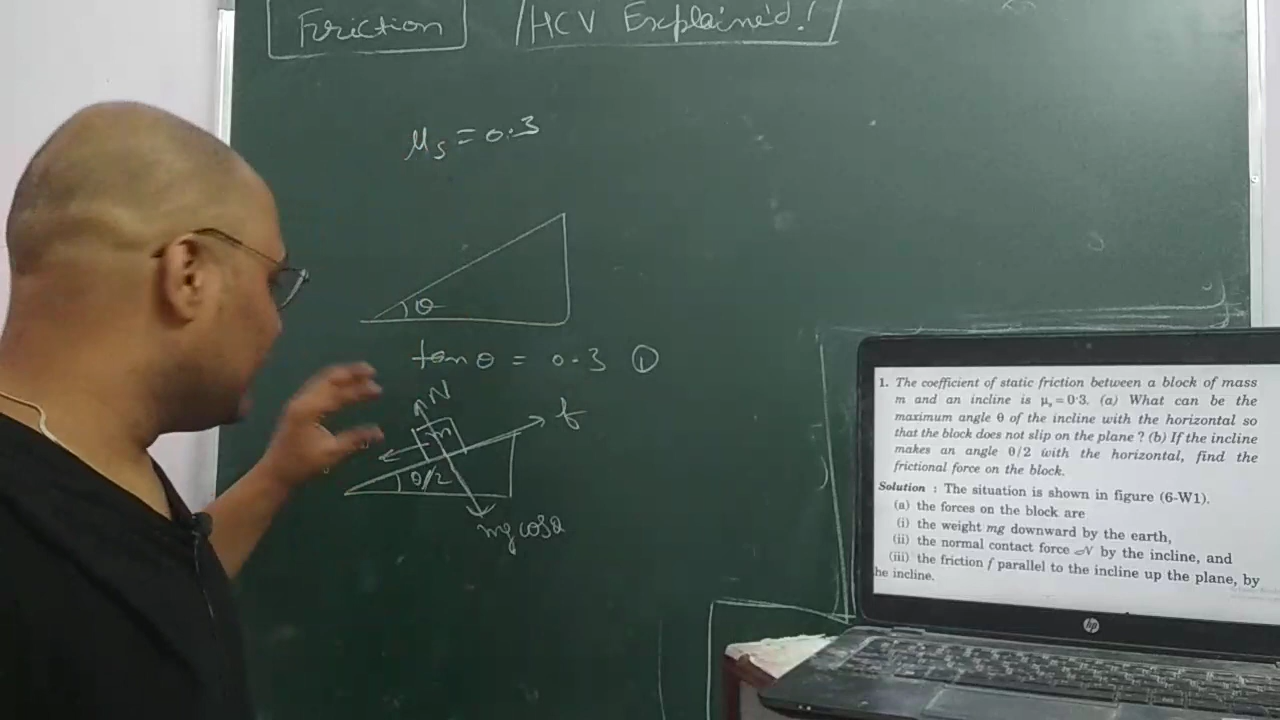 Friction
HCV Explained!
μs = 0.3
θ
tan θ = 0.3 ①
N
f
m
θ/2
mg cosθ
1. The coefficient of static friction between a block of mass
m and an incline is μs = 0·3. (a) What can be the
maximum angle θ of the incline with the horizontal so
that the block does not slip on the plane ? (b) If the incline
makes an angle θ/2 with the horizontal, find the
frictional force on the block.
Solution : The situation is shown in figure (6-W1).
(a) the forces on the block are
(i) the weight mg downward by the earth,
(ii) the normal contact force N by the incline, and
(iii) the friction f parallel to the incline up the plane, by
he incline.
hp